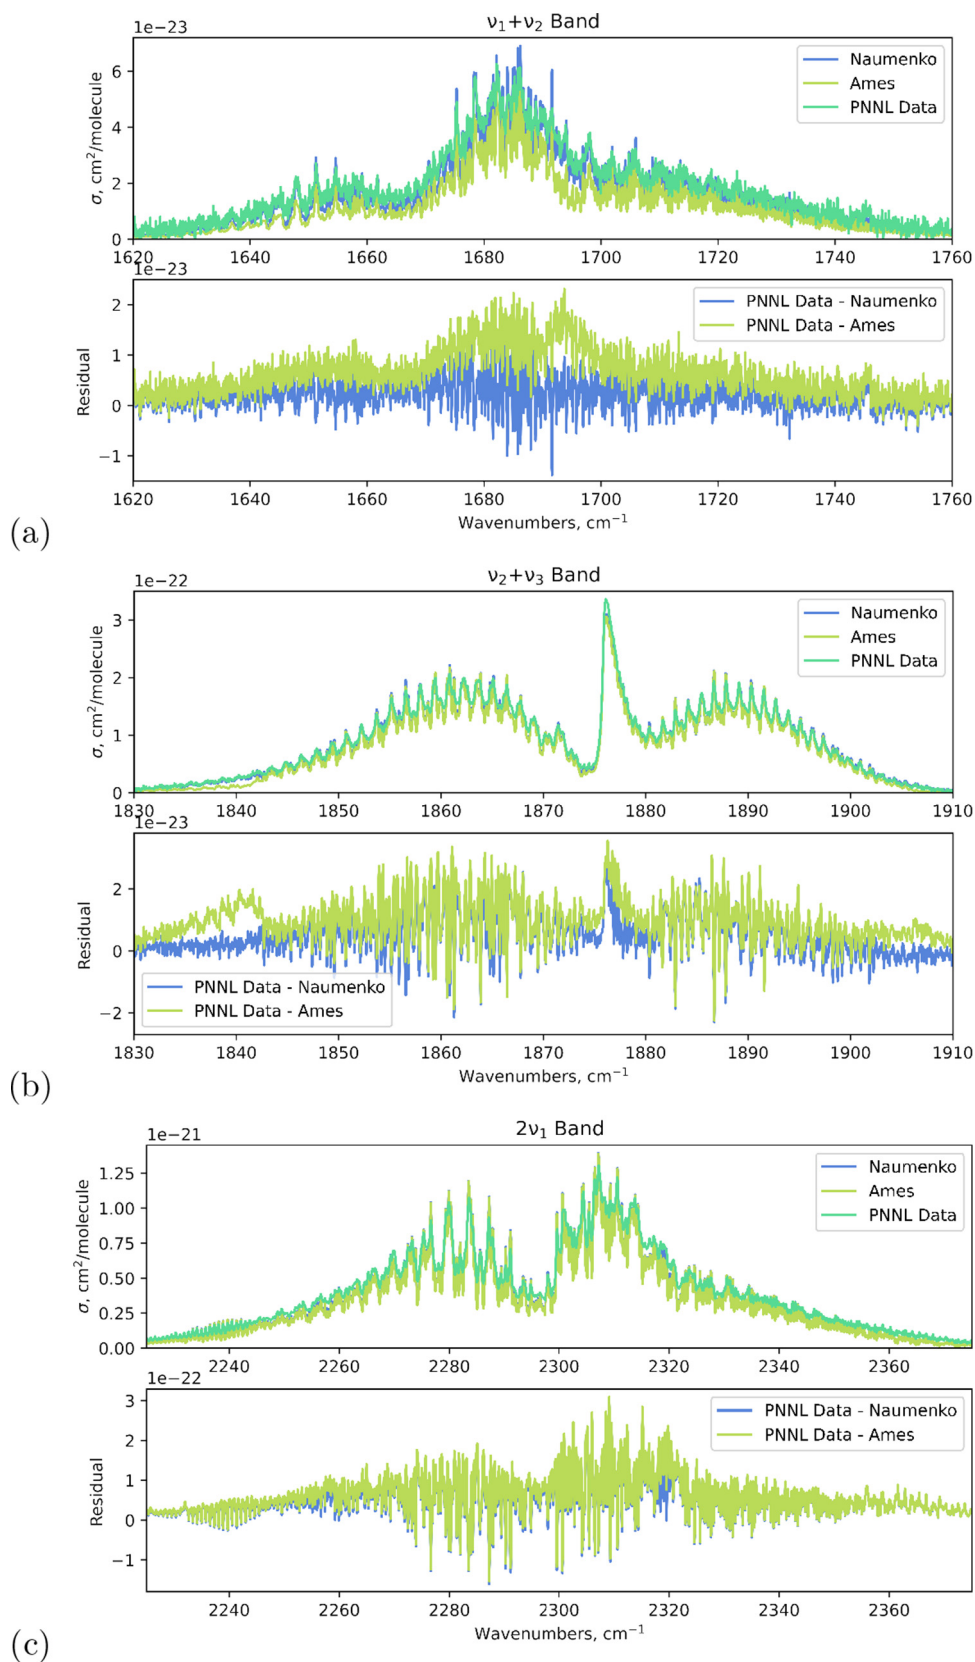 ν₁+ν₂ Band
1e−23
6
4
2
0
σ, cm²/molecule
Naumenko
Ames
PNNL Data
1620 1640 1660 1680 1700 1720 1740 1760
1e−23
2
1
0
−1
Residual
PNNL Data - Naumenko
PNNL Data - Ames
1620 1640 1660 1680 1700 1720 1740 1760
Wavenumbers, cm⁻¹
(a)
ν₂+ν₃ Band
1e−22
3
2
1
0
σ, cm²/molecule
Naumenko
Ames
PNNL Data
1830 1840 1850 1860 1870 1880 1890 1900 1910
1e−23
2
0
−2
Residual
PNNL Data - Naumenko
PNNL Data - Ames
1830 1840 1850 1860 1870 1880 1890 1900 1910
Wavenumbers, cm⁻¹
(b)
2ν₁ Band
1e−21
1.25
1.00
0.75
0.50
0.25
0.00
σ, cm²/molecule
Naumenko
Ames
PNNL Data
2240 2260 2280 2300 2320 2340 2360
1e−22
3
2
1
0
−1
Residual
PNNL Data - Naumenko
PNNL Data - Ames
2240 2260 2280 2300 2320 2340 2360
Wavenumbers, cm⁻¹
(c)